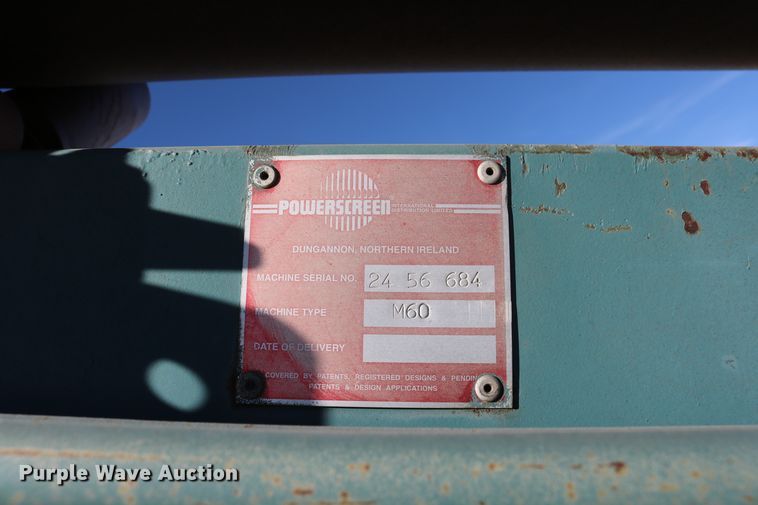 POWERSCREEN INTERNATIONAL
DISTRIBUTION LIMITED
DUNGANNON, NORTHERN IRELAND
MACHINE SERIAL NO. 24 56 684
MACHINE TYPE M60
DATE OF DELIVERY
COVERED BY PATENTS, REGISTERED DESIGNS & PENDING
PATENTS & DESIGN APPLICATIONS
Purple Wave Auction